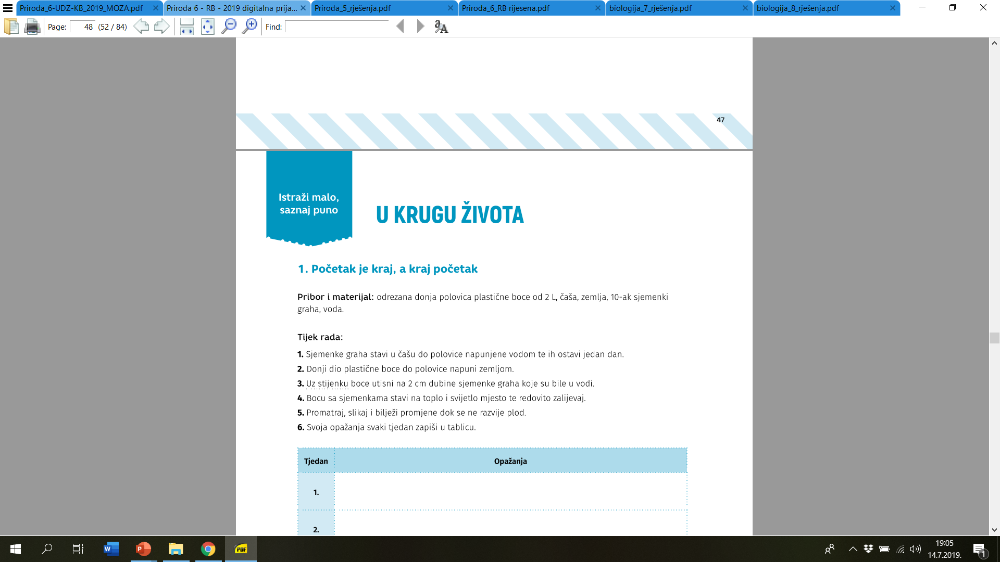 Priroda_6-UDZ-KB_2019_MOZA.pdf
Priroda 6 - RB - 2019 digitalna prija...
Priroda_5_rješenja.pdf
Priroda_6_RB rijesena.pdf
biologija_7_rješenja.pdf
biologija_8_rješenja.pdf
Page: 48 (52 / 84)
Find:
47
Istraži malo,
saznaj puno
U KRUGU ŽIVOTA
1. Početak je kraj, a kraj početak
Pribor i materijal: odrezana donja polovica plastične boce od 2 L, čaša, zemlja, 10-ak sjemenki
graha, voda.
Tijek rada:
1. Sjemenke graha stavi u čašu do polovice napunjene vodom te ih ostavi jedan dan.
2. Donji dio plastične boce do polovice napuni zemljom.
3. Uz stijenku boce utisni na 2 cm dubine sjemenke graha koje su bile u vodi.
4. Bocu sa sjemenkama stavi na toplo i svijetlo mjesto te redovito zalijevaj.
5. Promatraj, slikaj i bilježi promjene dok se ne razvije plod.
6. Svoja opažanja svaki tjedan zapiši u tablicu.
Tjedan Opažanja
1.
2.
19:05
14.7.2019.
1